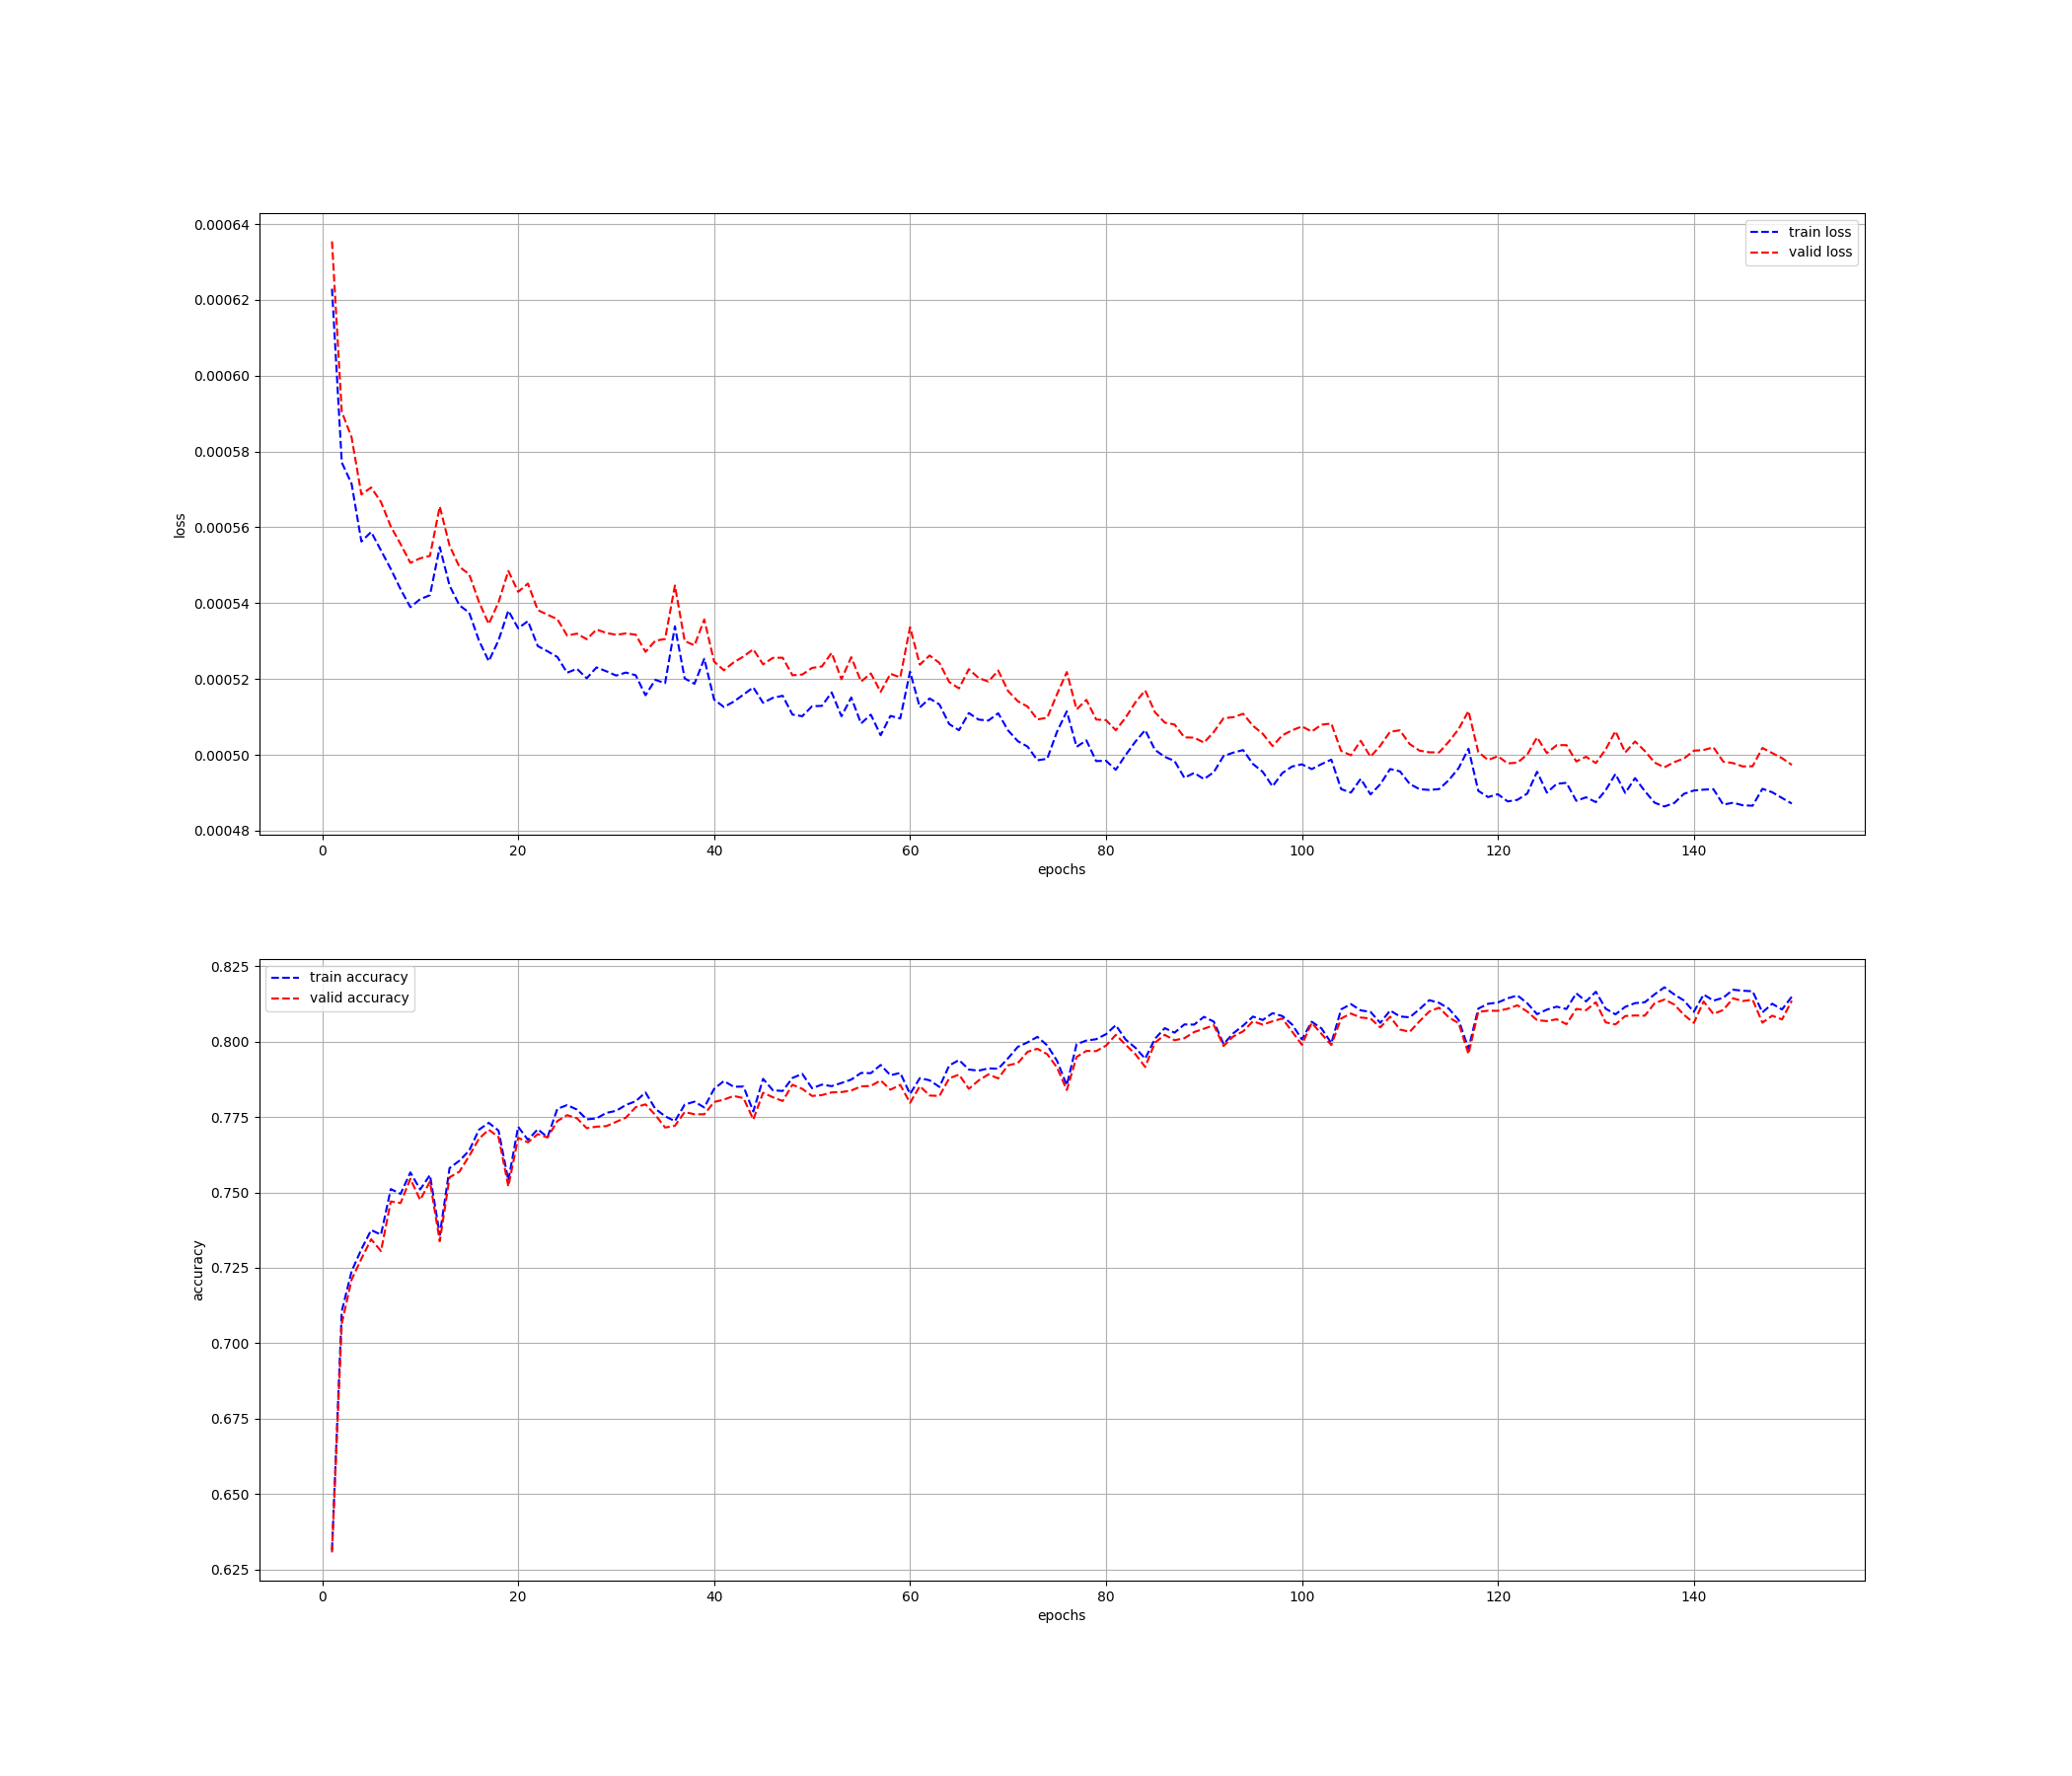 0.00064
0.00062
0.00060
0.00058
0.00056
0.00054
0.00052
0.00050
0.00048
loss
train loss
valid loss
0 20 40 60 80 100 120 140
epochs
0.825
0.800
0.775
0.750
0.725
0.700
0.675
0.650
0.625
accuracy
train accuracy
valid accuracy
0 20 40 60 80 100 120 140
epochs